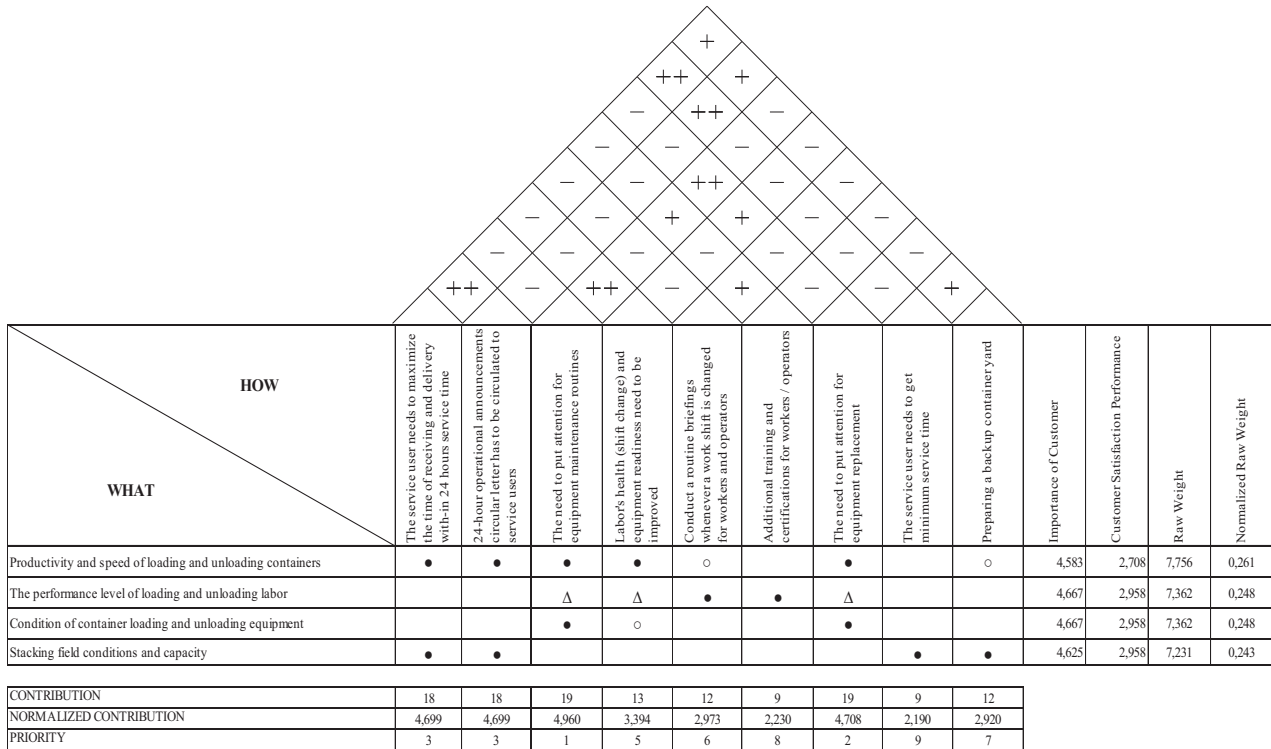 +
++ +
− ++ −
− − − −
− − ++ − −
− − + + − −
− − − − − − −
++ − ++ − + − − +
HOW
WHAT
The service user needs to maximize
the time of receiving and delivery
with-in 24 hours service time
24-hour operational announcements
circular letter has to be circulated to
service users
The need to put attention for
equipment maintenance routines
Labor's health (shift change) and
equipment readiness need to be
improved
Conduct a routine briefings
whenever a work shift is changed
for workers and operators
Additional training and
certifications for workers / operators
The need to put attention for
equipment replacement
The service user needs to get
minimum service time
Preparing a backup container yard
Importance of Customer
Customer Satisfaction Performance
Raw Weight
Normalized Raw Weight
Productivity and speed of loading and unloading containers ● ● ● ● ○ ● ○ 4,583 2,708 7,756 0,261
The performance level of loading and unloading labor Δ Δ ● ● Δ 4,667 2,958 7,362 0,248
Condition of container loading and unloading equipment ● ○ ● 4,667 2,958 7,362 0,248
Stacking field conditions and capacity ● ● ● ● 4,625 2,958 7,231 0,243
CONTRIBUTION 18 18 19 13 12 9 19 9 12
NORMALIZED CONTRIBUTION 4,699 4,699 4,960 3,394 2,973 2,230 4,708 2,190 2,920
PRIORITY 3 3 1 5 6 8 2 9 7